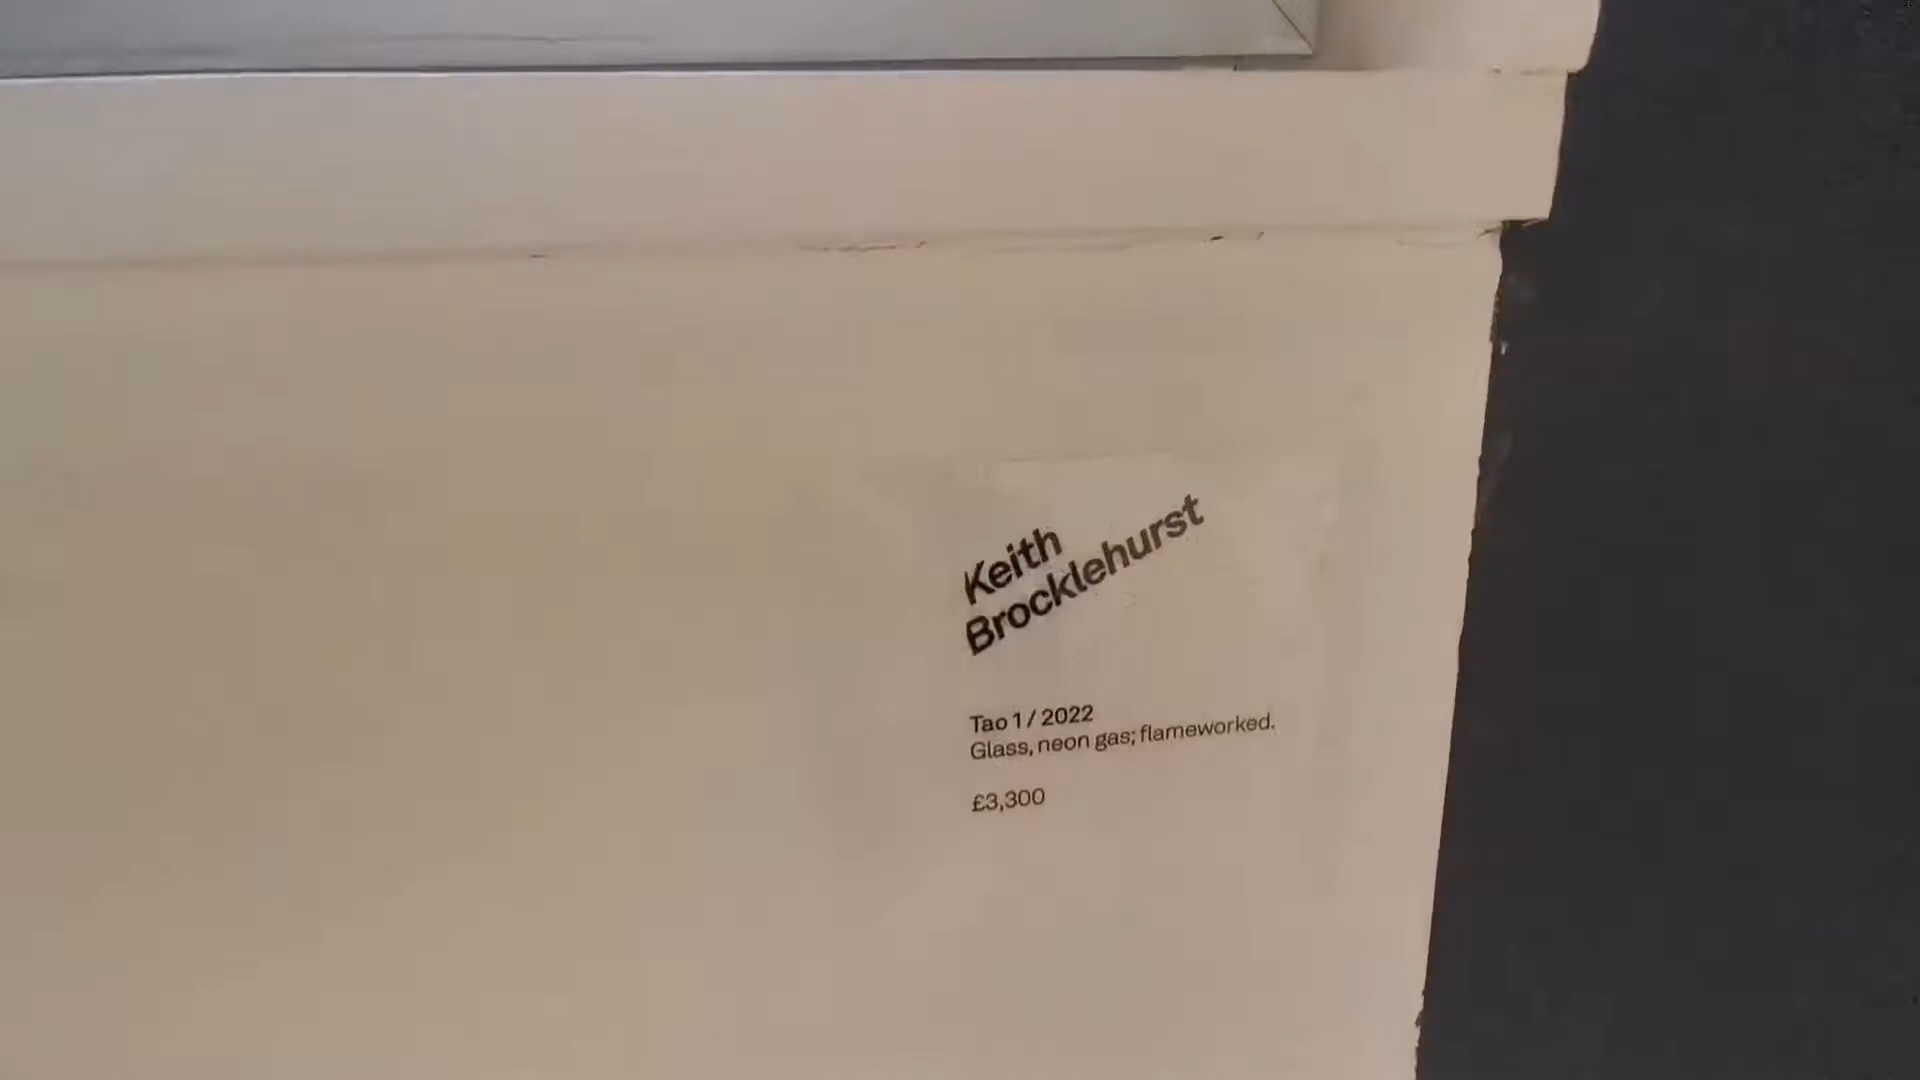 Keith
Brocklehurst
Tao 1 / 2022
Glass, neon gas; flameworked.
£3,300